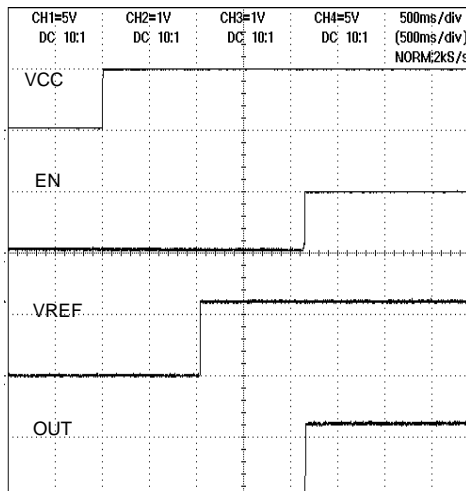 CH1=5V CH2=1V CH3=1V CH4=5V 500ms/div
DC 10:1 DC 10:1 DC 10:1 DC 10:1 (500ms/div)
NORM:2kS/s
VCC
EN
VREF
OUT